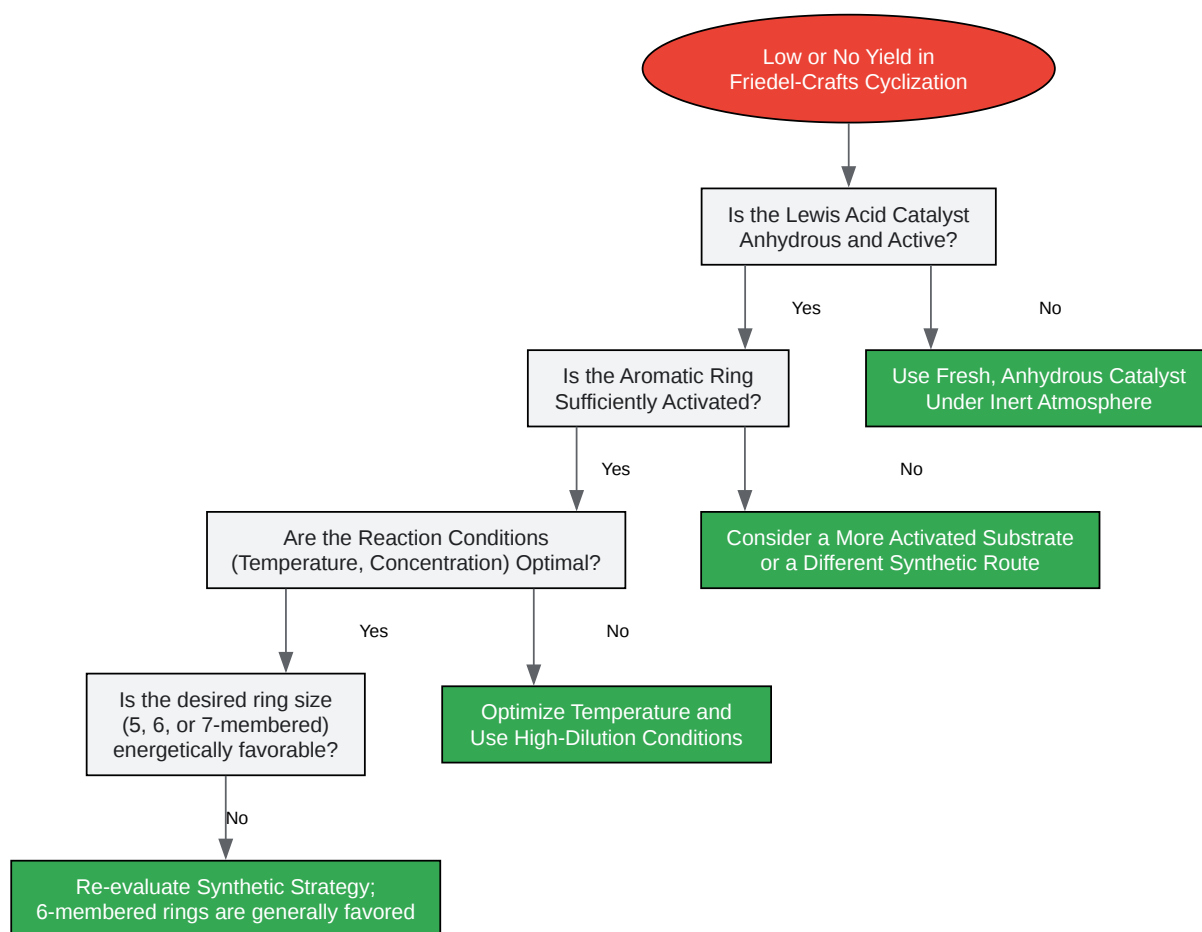 Low or No Yield in
Friedel-Crafts Cyclization
Is the Lewis Acid Catalyst
Anhydrous and Active?
Yes
No
Is the Aromatic Ring
Sufficiently Activated?
Use Fresh, Anhydrous Catalyst
Under Inert Atmosphere
Yes
No
Are the Reaction Conditions
(Temperature, Concentration) Optimal?
Consider a More Activated Substrate
or a Different Synthetic Route
Yes
No
Is the desired ring size
(5, 6, or 7-membered)
energetically favorable?
Optimize Temperature and
Use High-Dilution Conditions
No
Re-evaluate Synthetic Strategy;
6-membered rings are generally favored